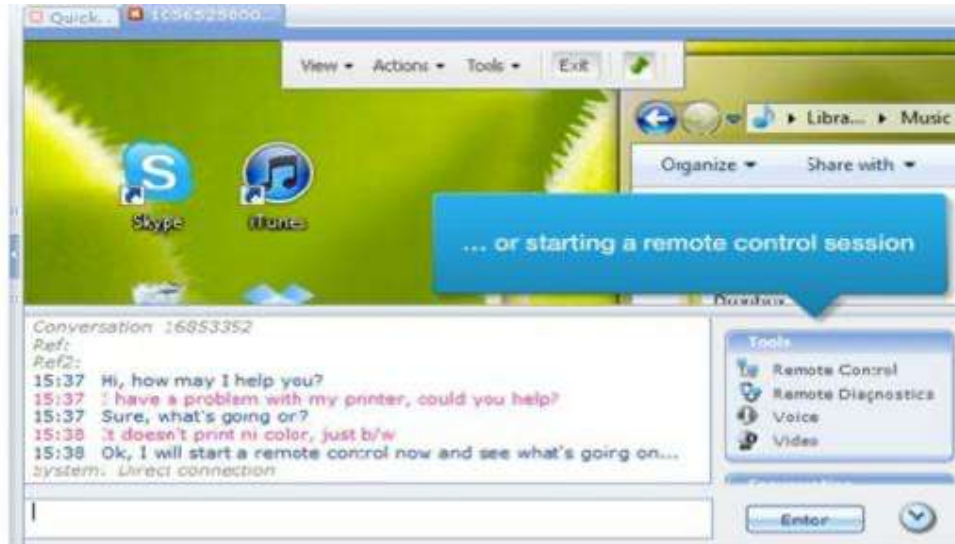 Quick...
View Actions Tools Exit
Libra... Music
Organize Share with
Skype
iTunes
... or starting a remote control session
Dropbox
Conversation 16853352
Ref:
Ref2:
15:37 Hi, how may I help you?
15:37 I have a problem with my printer, could you help?
15:37 Sure, what's going or?
15:38 It doesn't print ni color, just b/w
15:38 Ok, I will start a remote control now and see what's going on...
System: Direct connection
Tools
Remote Control
Remote Diagnostics
Voice
Video
Enter